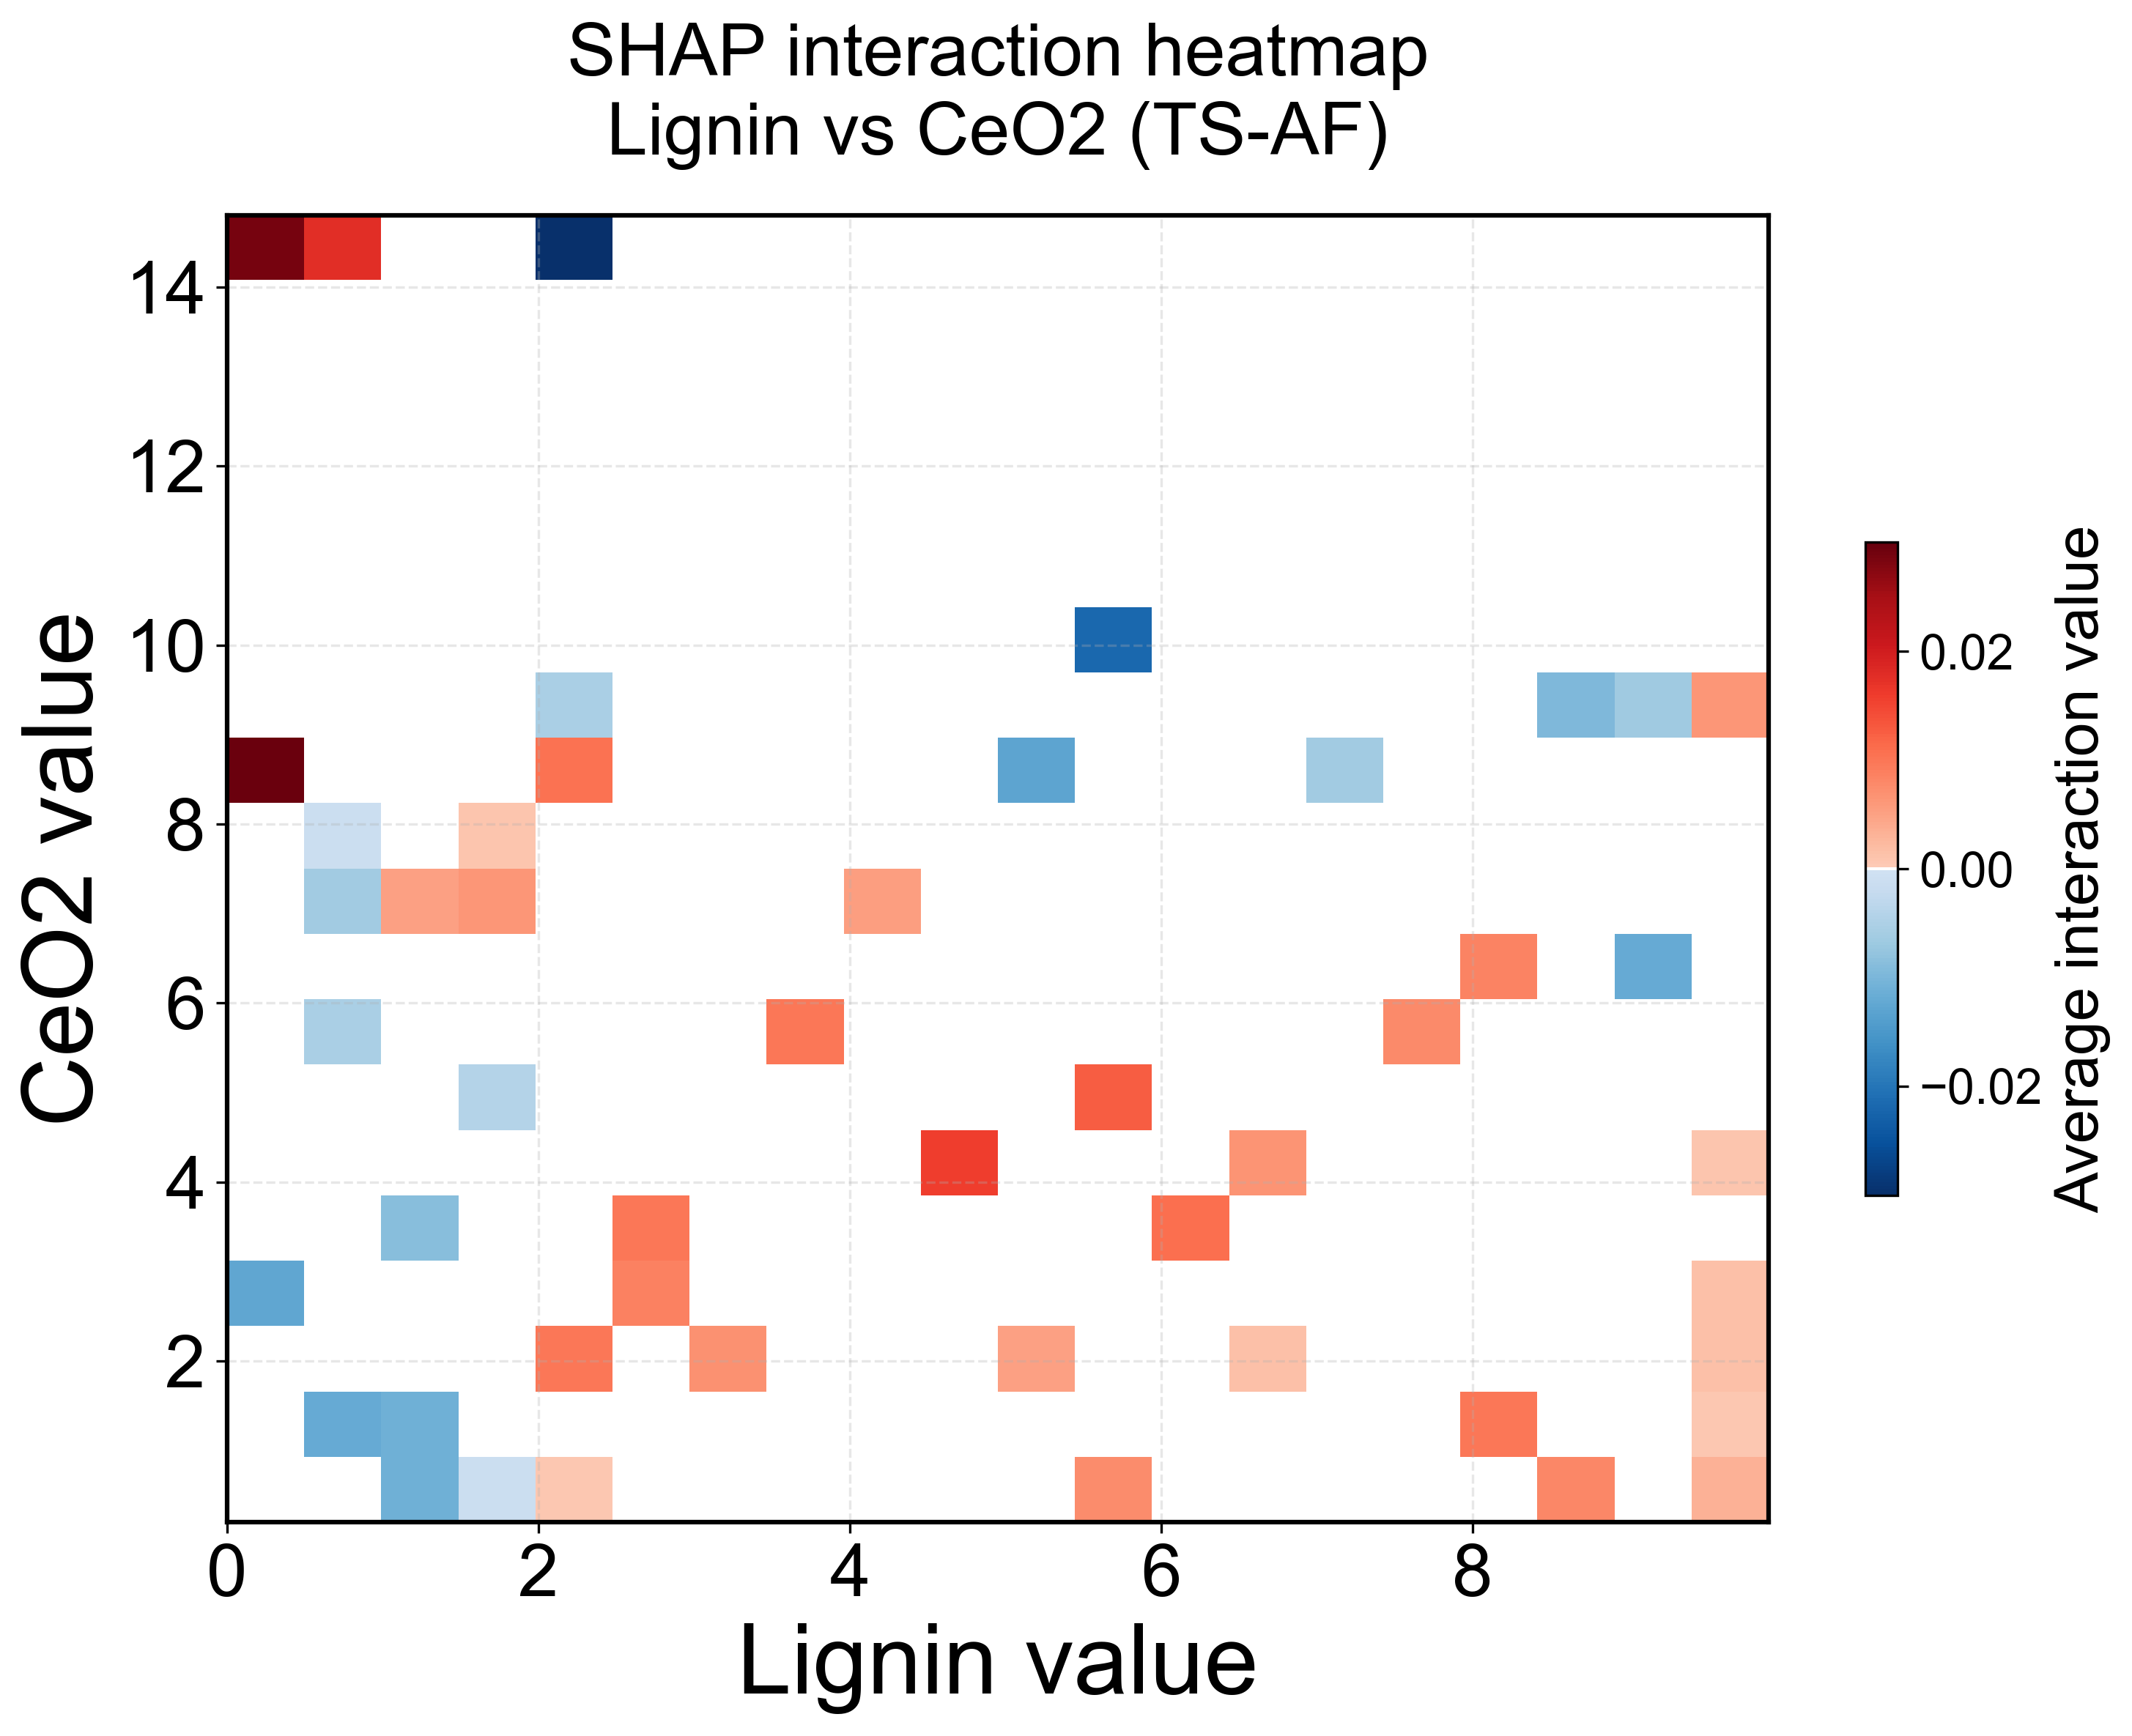 SHAP interaction heatmap
Lignin vs CeO2 (TS-AF)
14
12
10
8
6
4
2
CeO2 value
0 2 4 6 8
Lignin value
0.02
0.00
−0.02
Average interaction value